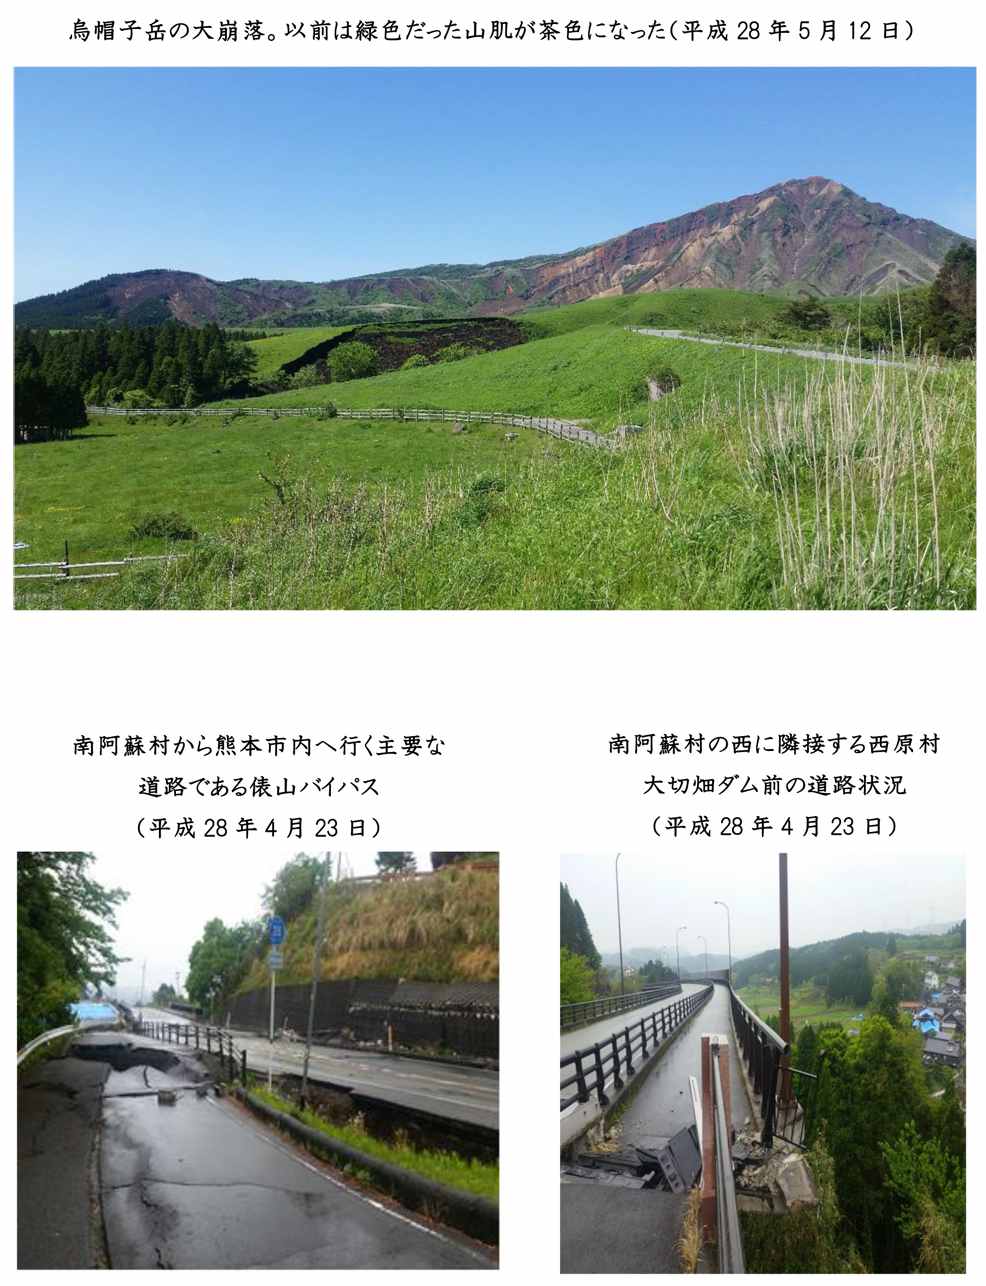 烏帽子岳の大崩落。以前は緑色だった山肌が茶色になった(平成 28 年 5 月 12 日)
南阿蘇村から熊本市内へ行く主要な
道路である俵山バイパス
(平成 28 年 4 月 23 日)
南阿蘇村の西に隣接する西原村
大切畑ダム前の道路状況
(平成 28 年 4 月 23 日)